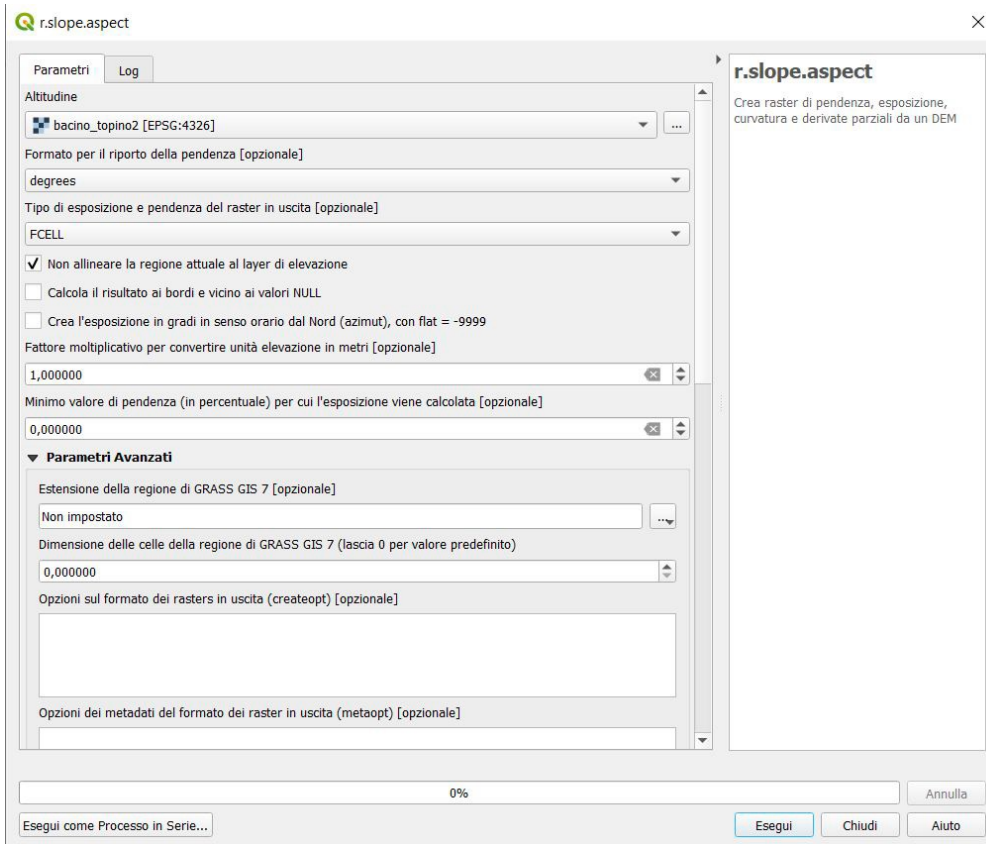 r.slope.aspect
Parametri
Log
Altitudine
bacino_topino2 [EPSG:4326]
...
Formato per il riporto della pendenza [opzionale]
degrees
Tipo di esposizione e pendenza del raster in uscita [opzionale]
FCELL
Non allineare la regione attuale al layer di elevazione
Calcola il risultato ai bordi e vicino ai valori NULL
Crea l'esposizione in gradi in senso orario dal Nord (azimut), con flat = -9999
Fattore moltiplicativo per convertire unità elevazione in metri [opzionale]
1,000000
Minimo valore di pendenza (in percentuale) per cui l'esposizione viene calcolata [opzionale]
0,000000
Parametri Avanzati
Estensione della regione di GRASS GIS 7 [opzionale]
Non impostato
...
Dimensione delle celle della regione di GRASS GIS 7 (lascia 0 per valore predefinito)
0,000000
Opzioni sul formato dei rasters in uscita (createopt) [opzionale]
Opzioni dei metadati del formato dei raster in uscita (metaopt) [opzionale]
r.slope.aspect
Crea raster di pendenza, esposizione,
curvatura e derivate parziali da un DEM
0%
Annulla
Esegui come Processo in Serie...
Esegui
Chiudi
Aiuto